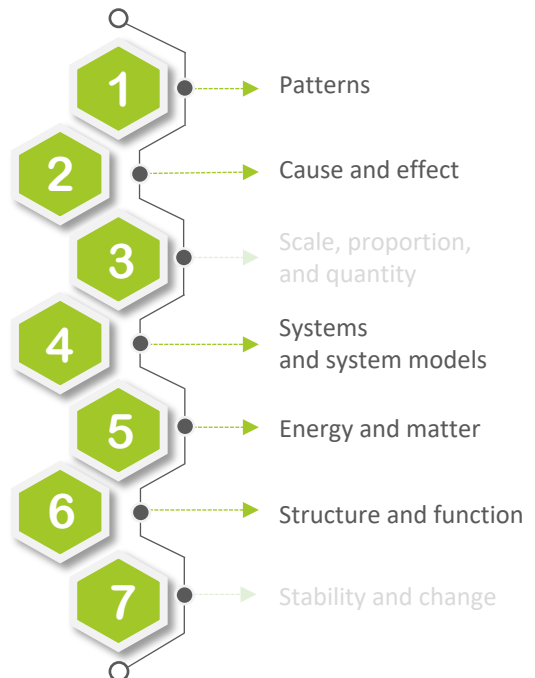 1
Patterns
2
Cause and effect
3
Scale, proportion,
and quantity
4
Systems
and system models
5
Energy and matter
6
Structure and function
7
Stability and change